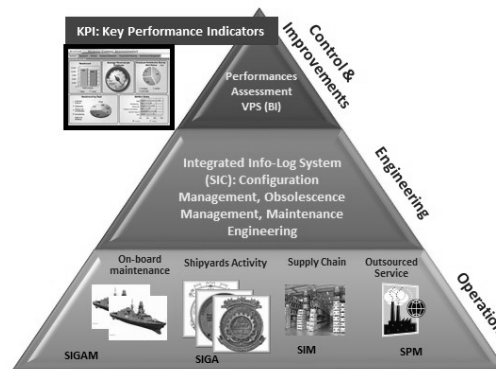 KPI: Key Performance Indicators
Control &
Improvements
Performances
Assessment
VPS (BI)
Engineering
Integrated Info-Log System
(SIC): Configuration
Management, Obsolescence
Management, Maintenance
Engineering
Operation
On-board
maintenance
Shipyards Activity
Supply Chain
Outsourced
Service
SIGAM
SIGA
SIM
SPM